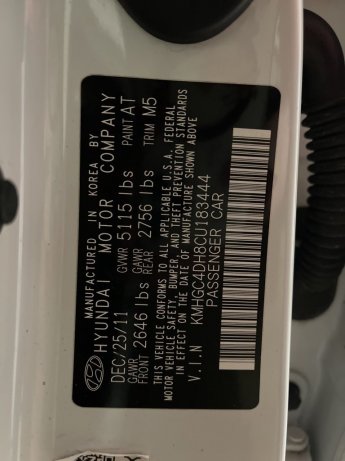 MANUFACTURED IN KOREA BY
HYUNDAI MOTOR COMPANY
DEC/25/11 GVWR 5115 lbs PAINT AT
GAWR FRONT 2646 lbs GAWR REAR 2756 lbs TRIM M5
THIS VEHICLE CONFORMS TO ALL APPLICABLE U.S.A. FEDERAL
MOTOR VEHICLE SAFETY, BUMPER, AND THEFT PREVENTION STANDARDS
IN EFFECT ON THE DATE OF MANUFACTURE SHOWN ABOVE
V.I.N KMHGC4DH8CU183444
PASSENGER CAR